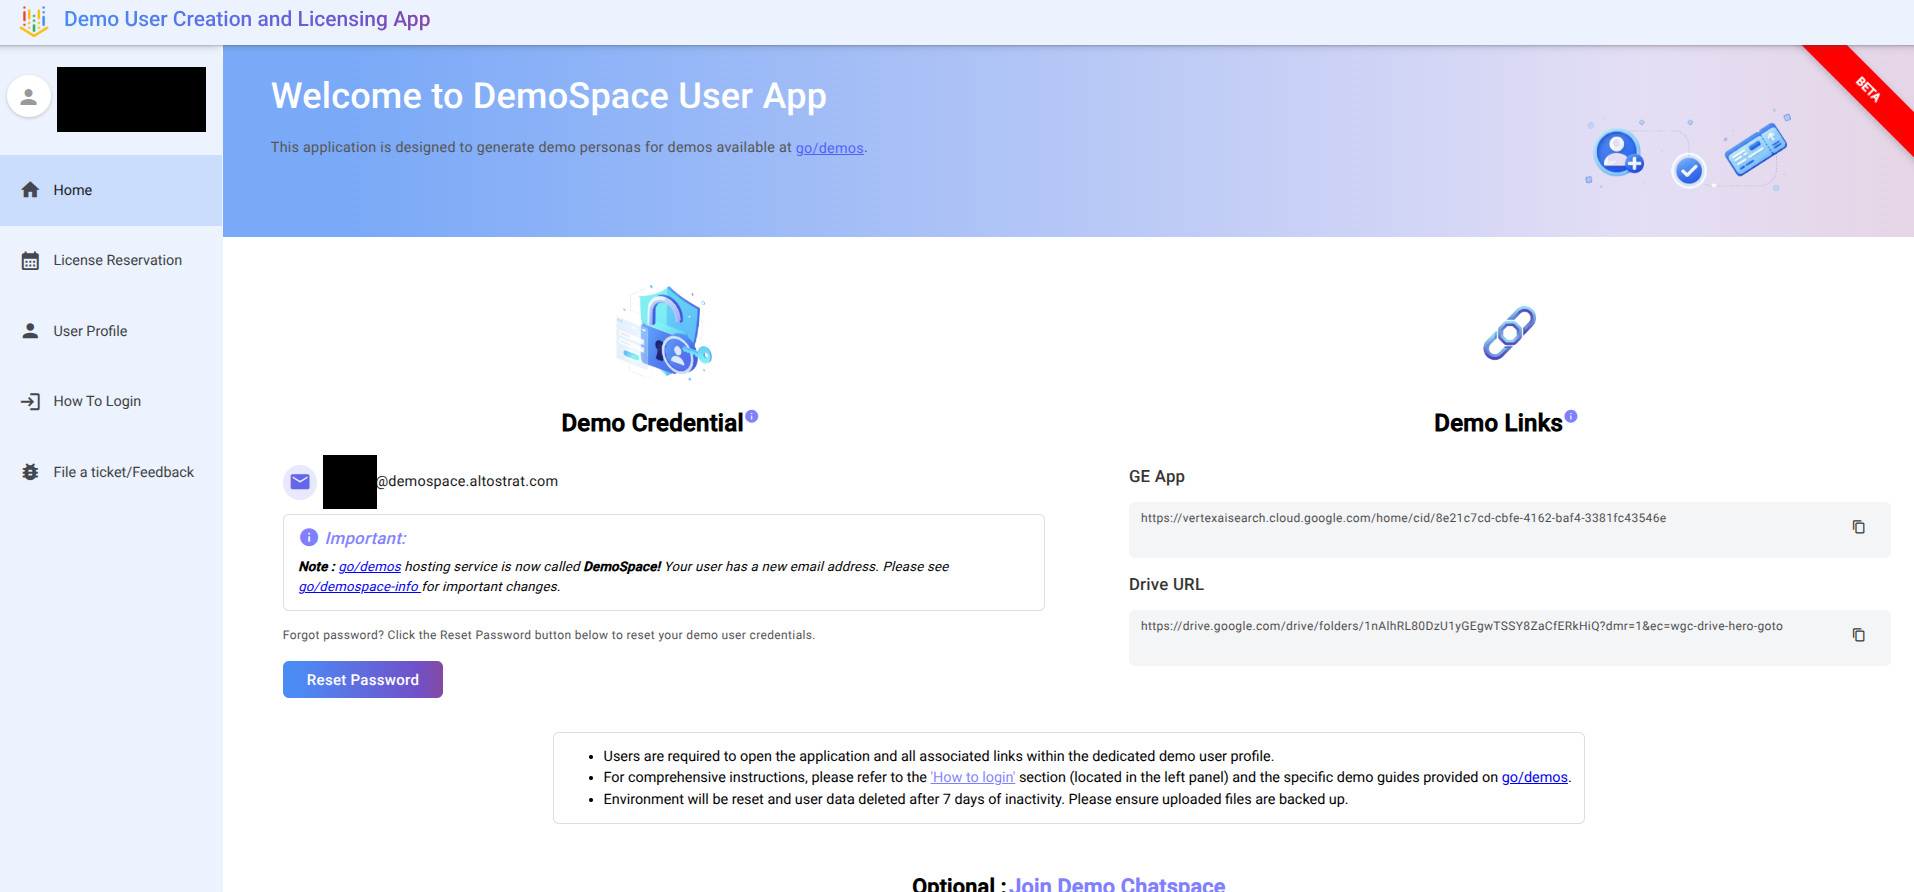 Demo User Creation and Licensing App
Home
License Reservation
User Profile
How To Login
File a ticket/Feedback
Welcome to DemoSpace User App
This application is designed to generate demo personas for demos available at go/demos.
BETA
Demo Credential
@demospace.altostrat.com
Important:
Note : go/demos hosting service is now called DemoSpace! Your user has a new email address. Please see
go/demospace-info for important changes.
Forgot password? Click the Reset Password button below to reset your demo user credentials.
Reset Password
Demo Links
GE App
https://vertexaisearch.cloud.google.com/home/cid/8e21c7cd-cbfe-4162-baf4-3381fc43546e
Drive URL
https://drive.google.com/drive/folders/1nAlhRL80DzU1yGEgwTSSY8ZaCfERkHiQ?dmr=1&ec=wgc-drive-hero-goto
Users are required to open the application and all associated links within the dedicated demo user profile.
For comprehensive instructions, please refer to the 'How to login' section (located in the left panel) and the specific demo guides provided on go/demos.
Environment will be reset and user data deleted after 7 days of inactivity. Please ensure uploaded files are backed up.
Optional : Join Demo Chatspace